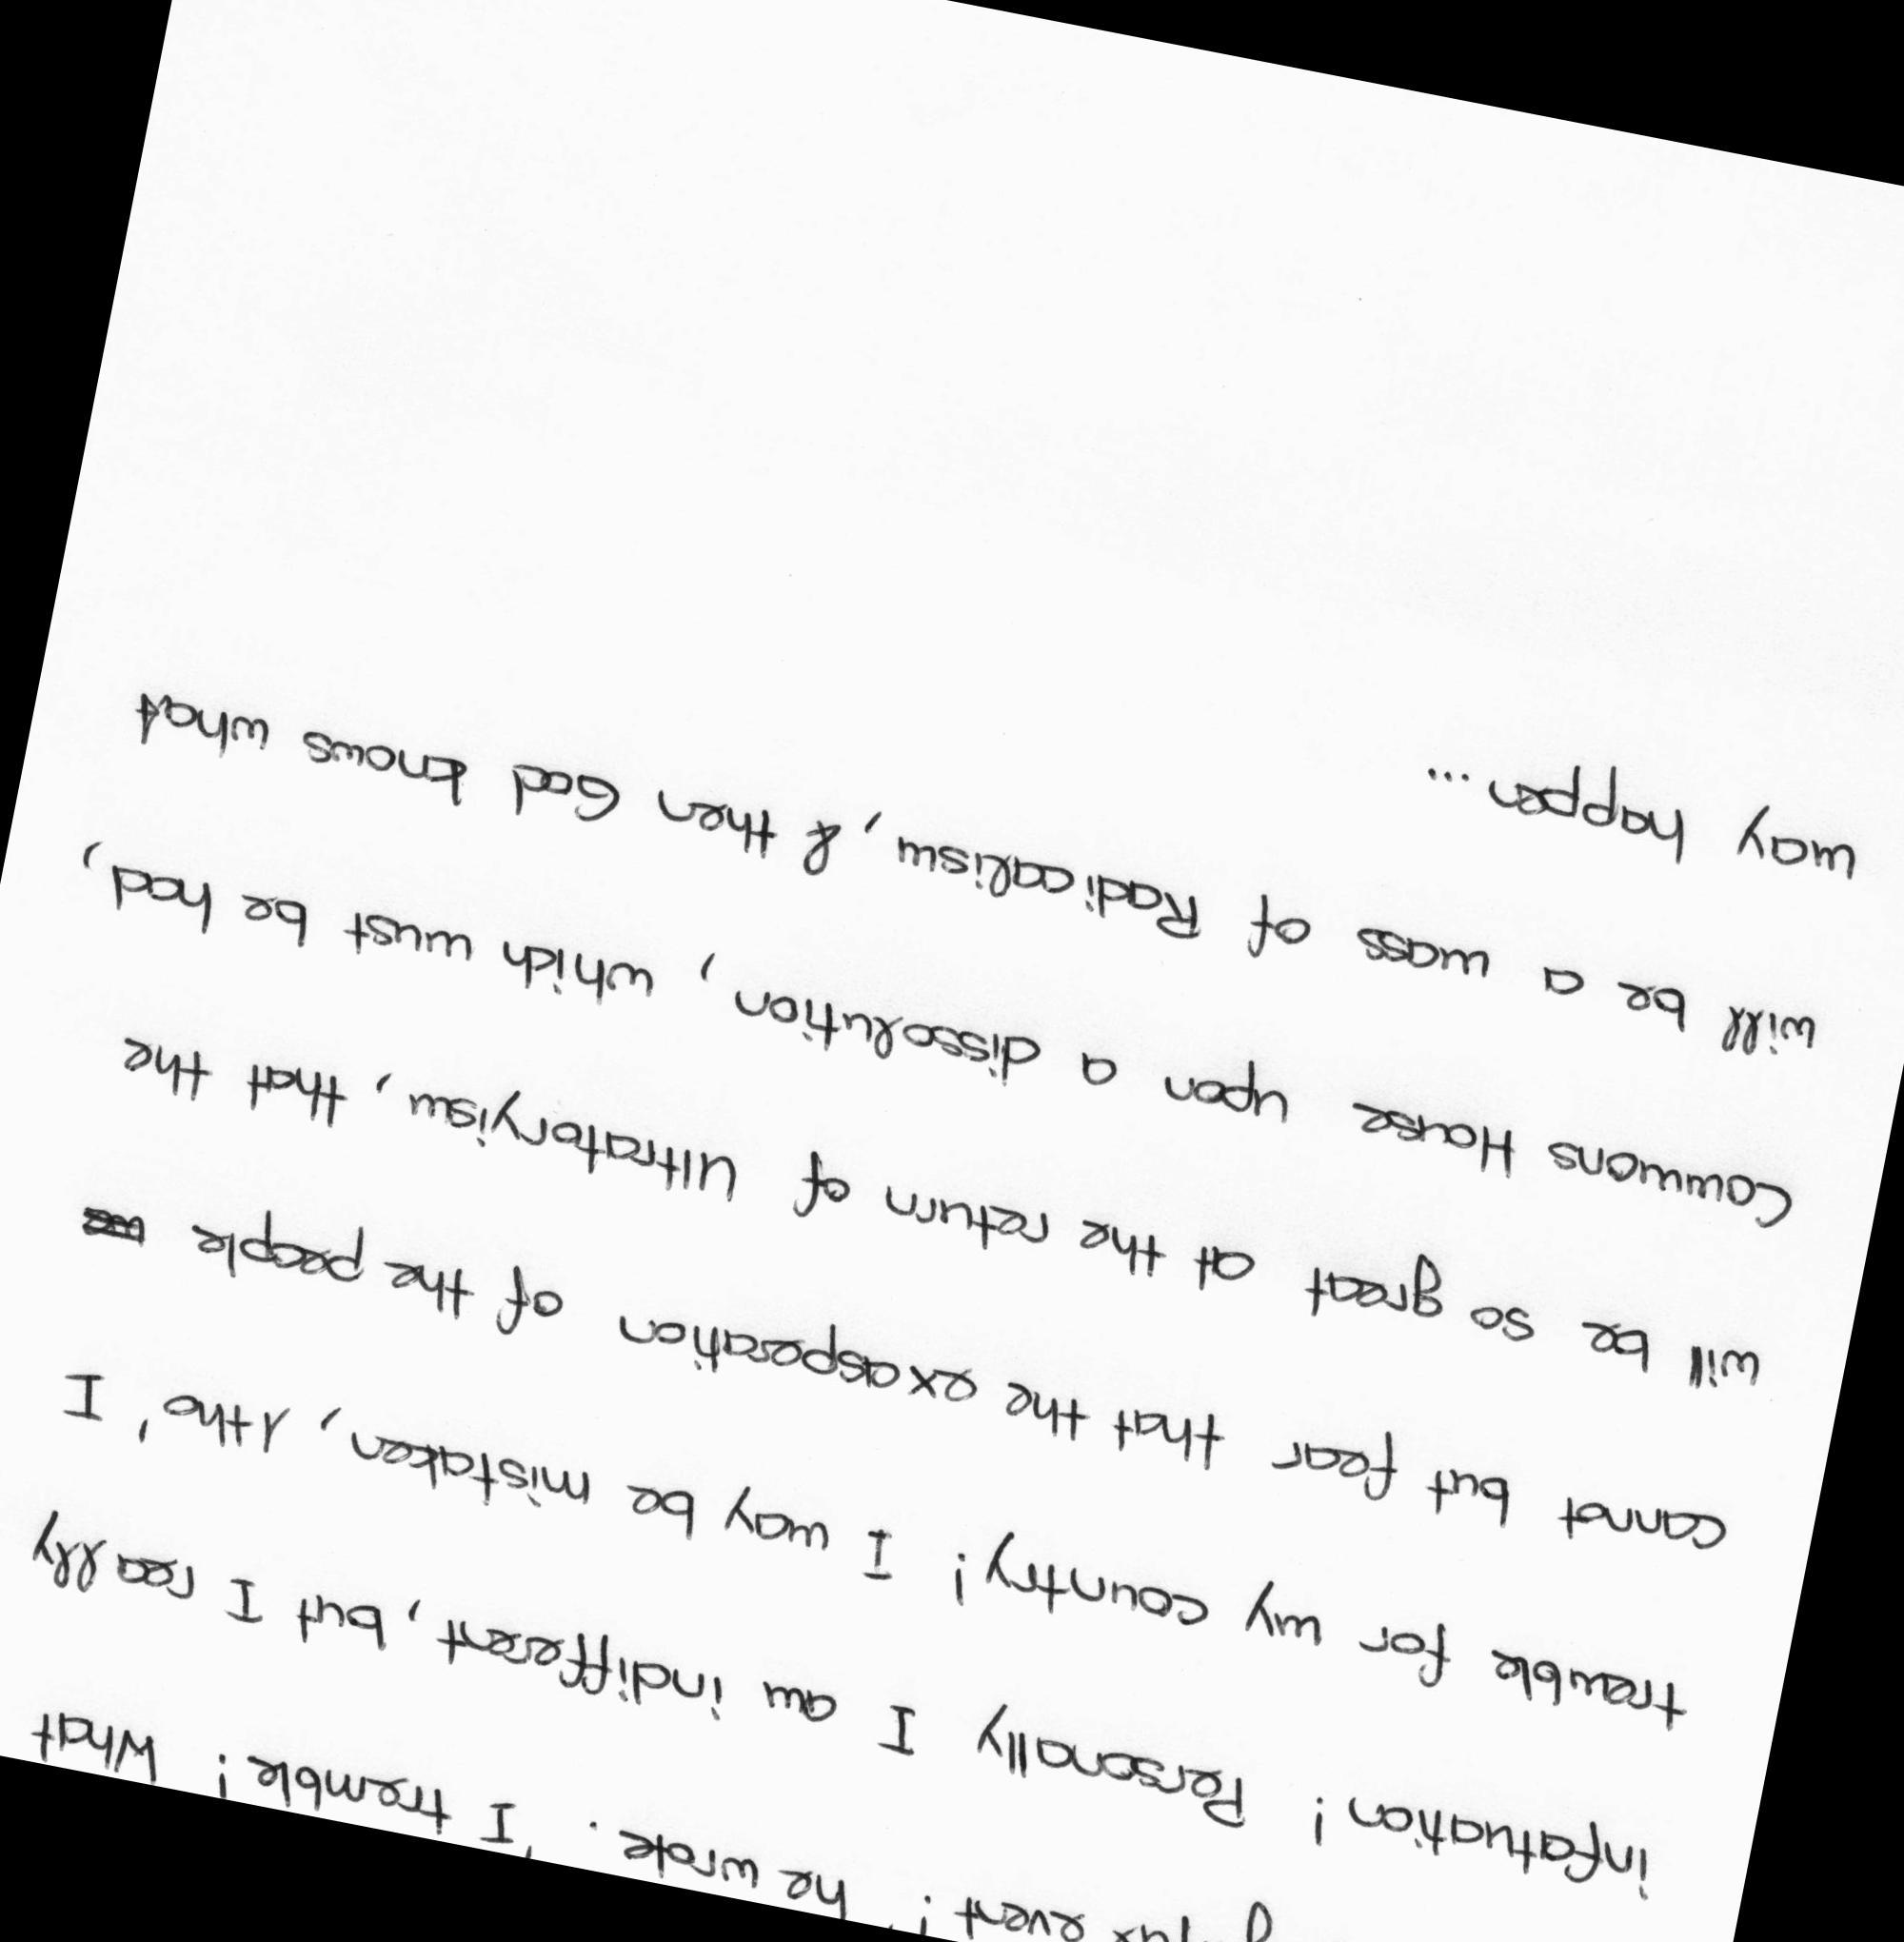 event!' he wrote. 'I tremble! What
infatuation! Personally I am indifferent, but I really
tremble for my country! I may be mistaken, tho', I
cannot but fear that the exasperation of the people
will be so great at the return of Ultratoryism, that the
Commons House upon a dissolution, which must be had,
will be a mass of Radicalism, & then God knows what
may happen ...